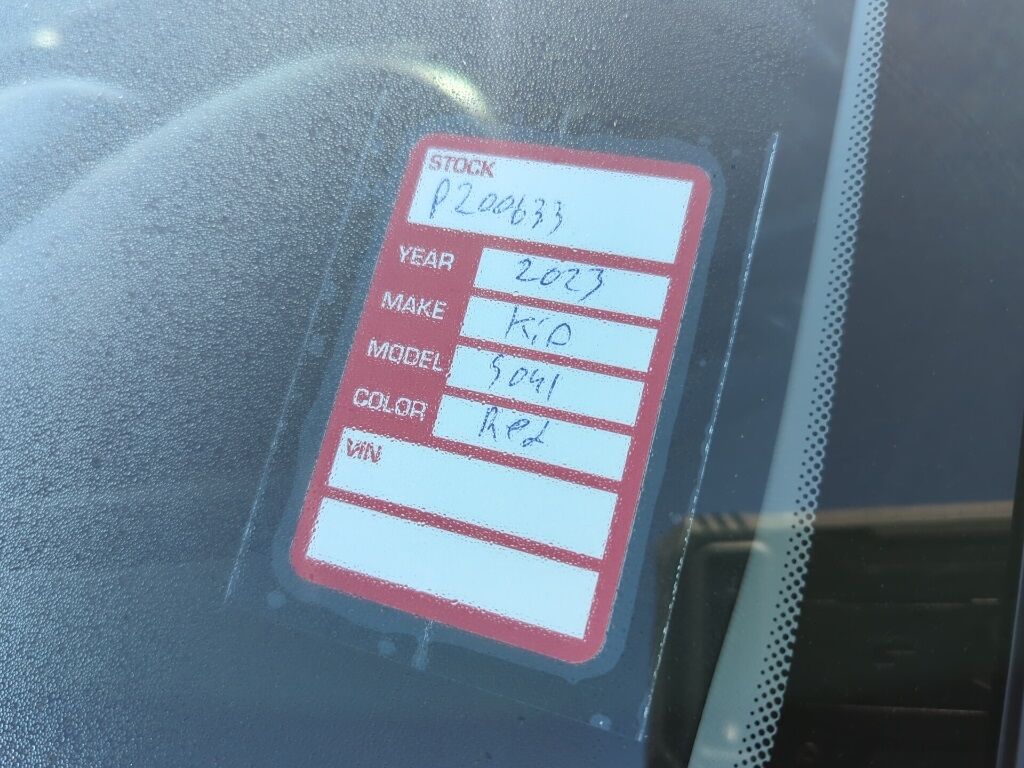 STOCK
P200633
YEAR 2023
MAKE Kia
MODEL Soul
COLOR Red
VIN